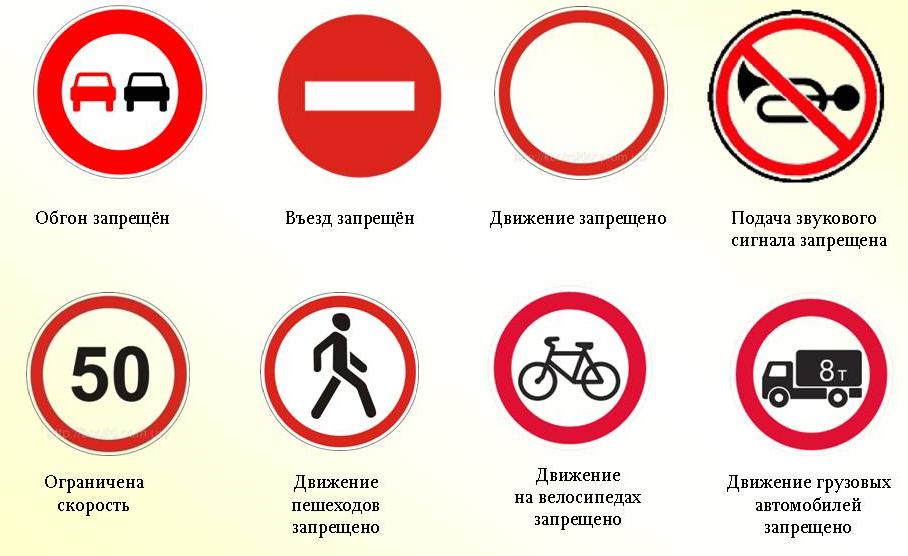 Обгон запрещён
Въезд запрещён
Движение запрещено
Подача звукового
сигнала запрещена
50
8т
Ограничена
скорость
Движение
пешеходов
запрещено
Движение
на велосипедах
запрещено
Движение грузовых
автомобилей
запрещено